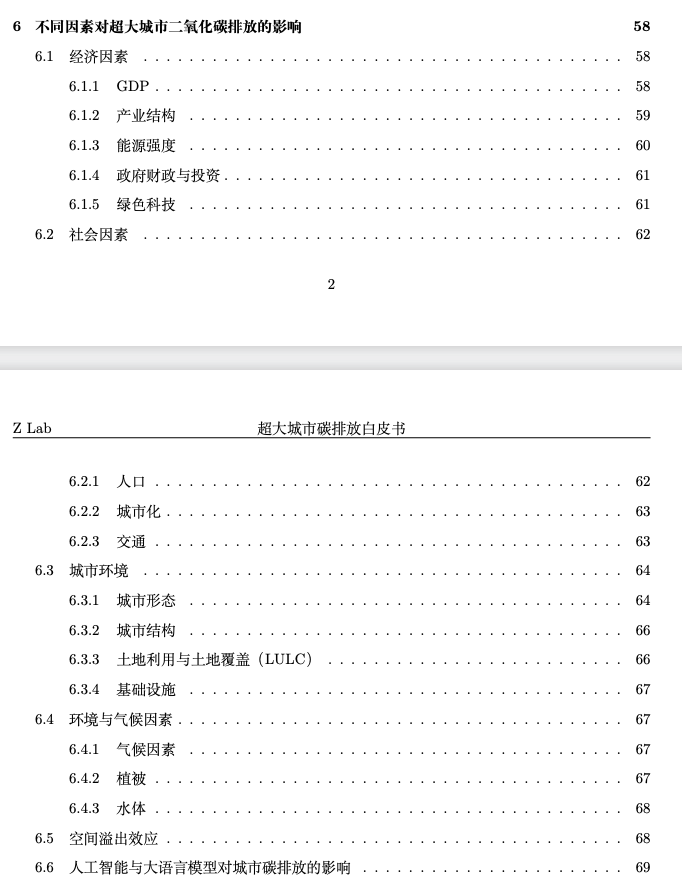 6 不同因素对超大城市二氧化碳排放的影响 58
6.1 经济因素 . . . . . . . . . . . . . . . . . . . . . . . . . . . . . . . . . . . . . . . . . . 58
6.1.1 GDP . . . . . . . . . . . . . . . . . . . . . . . . . . . . . . . . . . . . . . . . . 58
6.1.2 产业结构 . . . . . . . . . . . . . . . . . . . . . . . . . . . . . . . . . . . . . . 59
6.1.3 能源强度 . . . . . . . . . . . . . . . . . . . . . . . . . . . . . . . . . . . . . . 60
6.1.4 政府财政与投资 . . . . . . . . . . . . . . . . . . . . . . . . . . . . . . . . . . . 61
6.1.5 绿色科技 . . . . . . . . . . . . . . . . . . . . . . . . . . . . . . . . . . . . . . 61
6.2 社会因素 . . . . . . . . . . . . . . . . . . . . . . . . . . . . . . . . . . . . . . . . . . 62
2
Z Lab 超大城市碳排放白皮书
6.2.1 人口 . . . . . . . . . . . . . . . . . . . . . . . . . . . . . . . . . . . . . . . . . 62
6.2.2 城市化 . . . . . . . . . . . . . . . . . . . . . . . . . . . . . . . . . . . . . . . . 63
6.2.3 交通 . . . . . . . . . . . . . . . . . . . . . . . . . . . . . . . . . . . . . . . . . 63
6.3 城市环境 . . . . . . . . . . . . . . . . . . . . . . . . . . . . . . . . . . . . . . . . . . 64
6.3.1 城市形态 . . . . . . . . . . . . . . . . . . . . . . . . . . . . . . . . . . . . . . 64
6.3.2 城市结构 . . . . . . . . . . . . . . . . . . . . . . . . . . . . . . . . . . . . . . 66
6.3.3 土地利用与土地覆盖（LULC） . . . . . . . . . . . . . . . . . . . . . . . . . . 66
6.3.4 基础设施 . . . . . . . . . . . . . . . . . . . . . . . . . . . . . . . . . . . . . . 67
6.4 环境与气候因素 . . . . . . . . . . . . . . . . . . . . . . . . . . . . . . . . . . . . . . . 67
6.4.1 气候因素 . . . . . . . . . . . . . . . . . . . . . . . . . . . . . . . . . . . . . . 67
6.4.2 植被 . . . . . . . . . . . . . . . . . . . . . . . . . . . . . . . . . . . . . . . . . 67
6.4.3 水体 . . . . . . . . . . . . . . . . . . . . . . . . . . . . . . . . . . . . . . . . . 68
6.5 空间溢出效应 . . . . . . . . . . . . . . . . . . . . . . . . . . . . . . . . . . . . . . . . 68
6.6 人工智能与大语言模型对城市碳排放的影响 . . . . . . . . . . . . . . . . . . . . . . . 69